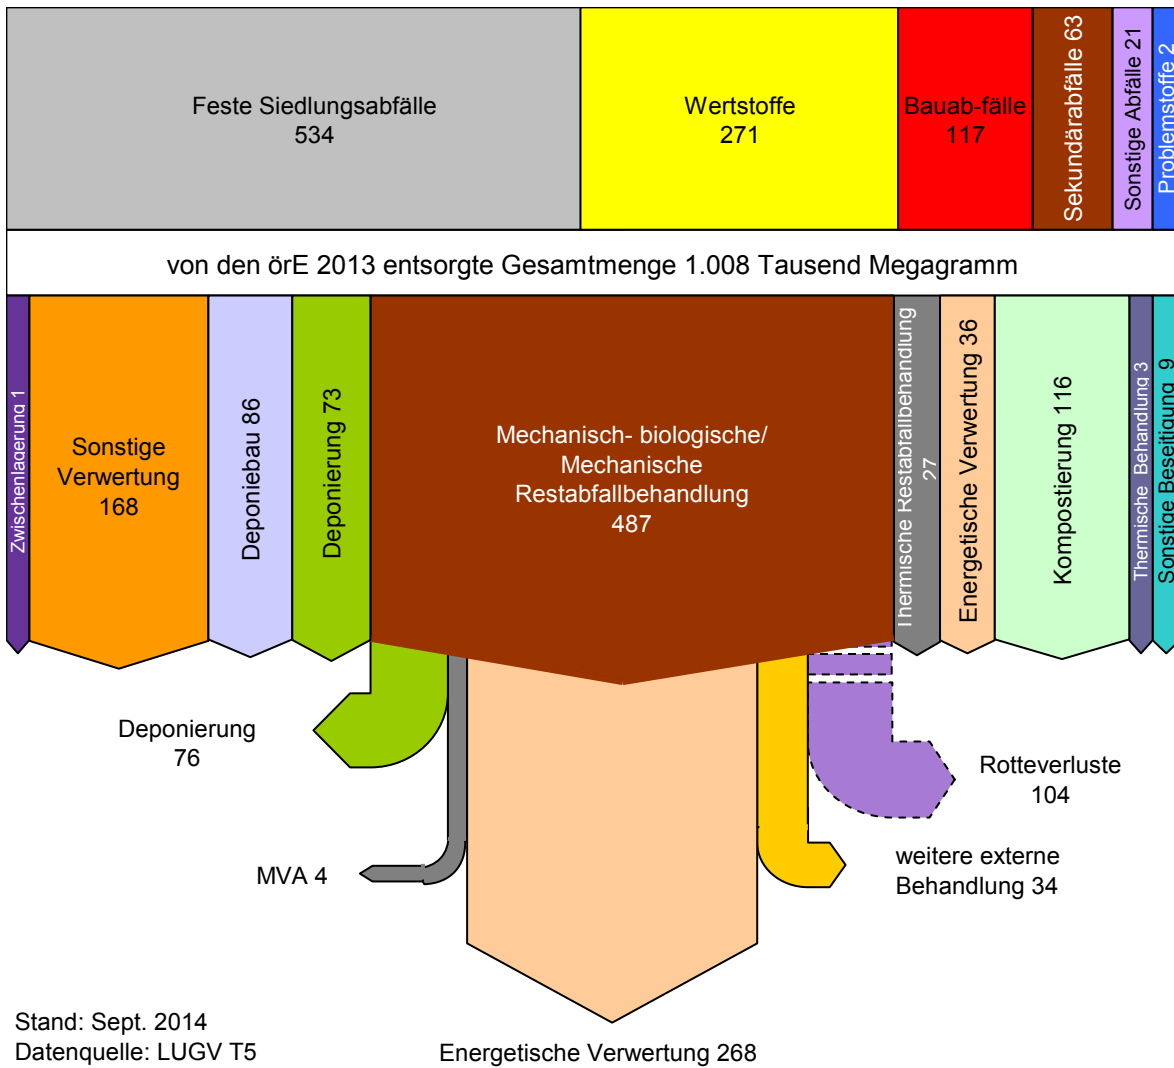 Feste Siedlungsabfälle
534
Wertstoffe
271
Bauab-fälle
117
Sekundärabfälle 63
Sonstige Abfälle 21
Problemstoffe 2
von den örE 2013 entsorgte Gesamtmenge 1.008 Tausend Megagramm
Zwischenlagerung 1
Sonstige
Verwertung
168
Deponiebau 86
Deponierung 73
Mechanisch- biologische/
Mechanische
Restabfallbehandlung
487
Thermische Restabfallbehandlung
27
Energetische Verwertung 36
Kompostierung 116
Thermische Behandlung 3
Sonstige Beseitigung 9
Deponierung
76
Rotteverluste
104
MVA 4
weitere externe
Behandlung 34
Stand: Sept. 2014
Datenquelle: LUGV T5
Energetische Verwertung 268